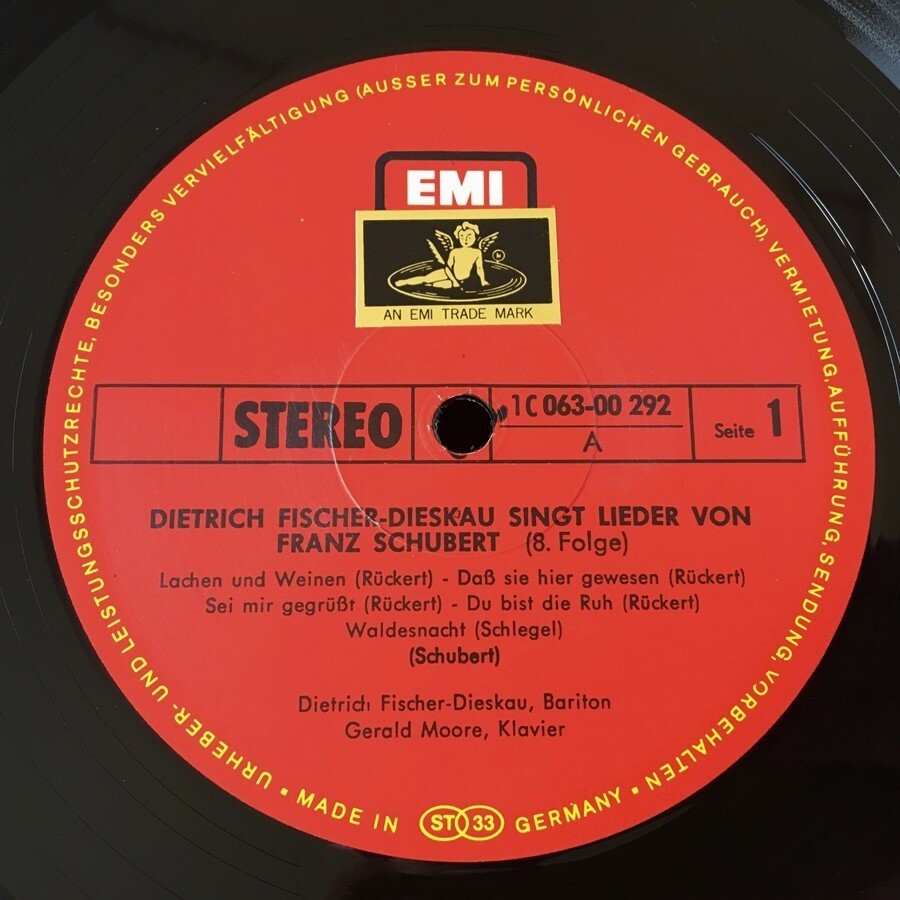 URHEBER- UND LEISTUNGSSCHUTZRECHTE, BESONDERS VERVIELFÄLTIGUNG (AUSSER ZUM PERSÖNLICHEN GEBRAUCH), VERMIETUNG, AUFFÜHRUNG, SENDUNG, VORBEHALTEN
EMI
AN EMI TRADE MARK
STEREO
1C 063-00 292
A
Seite 1
DIETRICH FISCHER-DIESKAU SINGT LIEDER VON
FRANZ SCHUBERT (8. Folge)
Lachen und Weinen (Rückert) - Daß sie hier gewesen (Rückert)
Sei mir gegrüßt (Rückert) - Du bist die Ruh (Rückert)
Waldesnacht (Schlegel)
(Schubert)
Dietrich Fischer-Dieskau, Bariton
Gerald Moore, Klavier
▪ MADE IN ST 33 GERMANY ▪